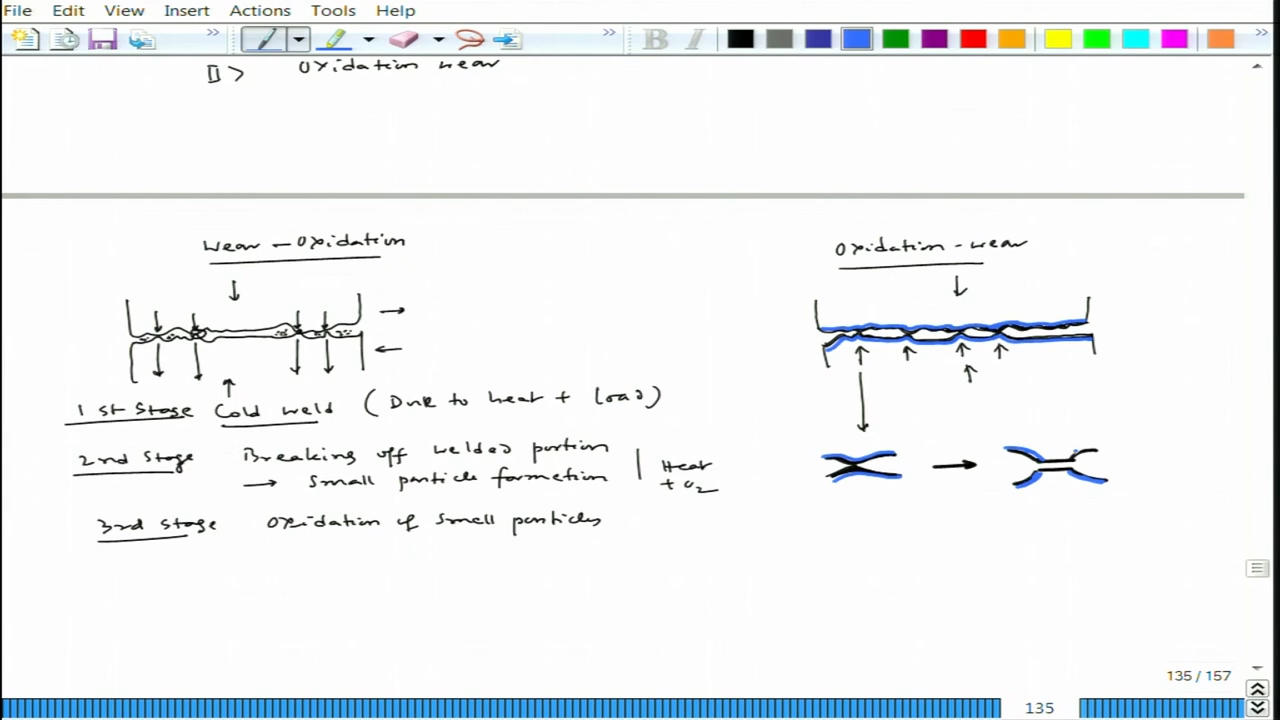 File Edit View Insert Actions Tools Help
II> Oxidation wear
Wear - Oxidation
1st Stage Cold weld (Due to heat + load)
2nd Stage Breaking off welded portion
→ Small particle formation
Heat
+ O2
3rd Stage Oxidation of small particles
Oxidation - wear
135 / 157
135